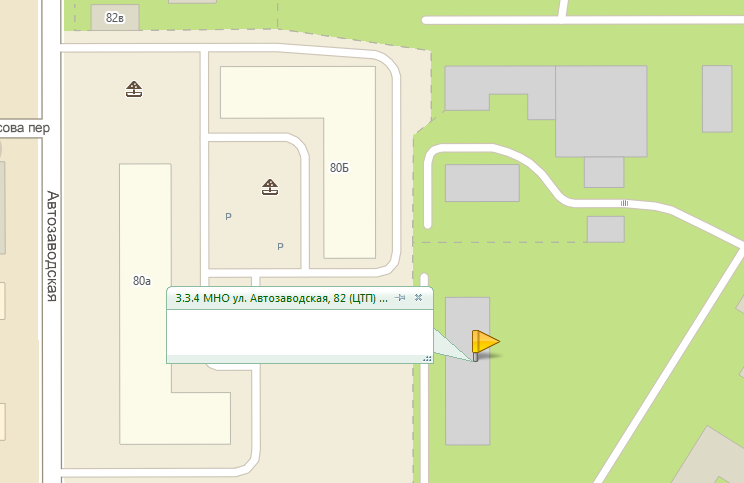 82в
сова пер
Автозаводская
80Б
Р
Р
80а
3.3.4 МНО ул. Автозаводская, 82 (ЦТП) ...